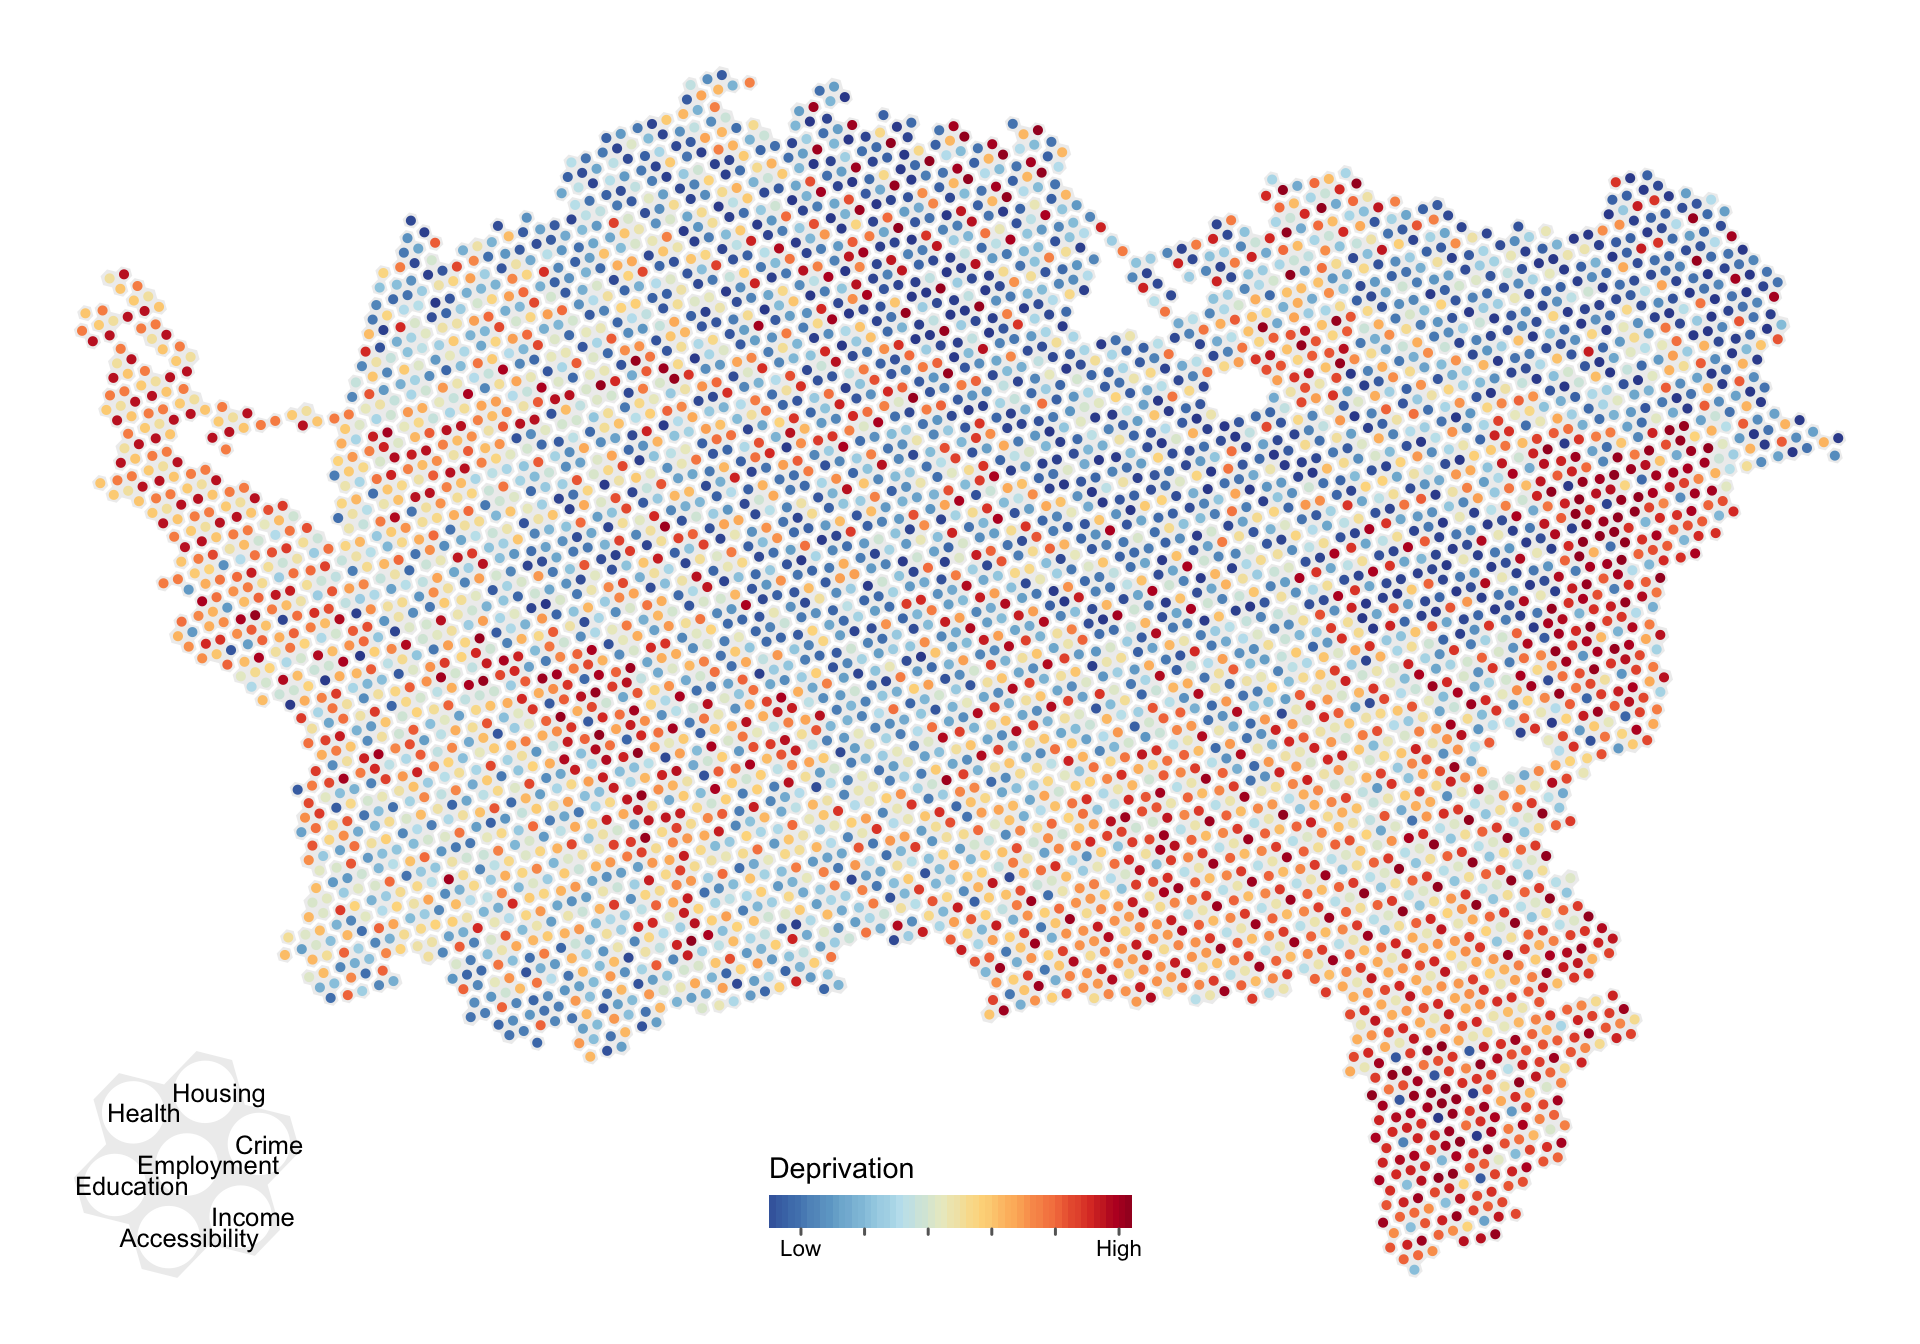 Housing
Health
Crime
Employment
Education
Income
Accessibility
Deprivation
Low High